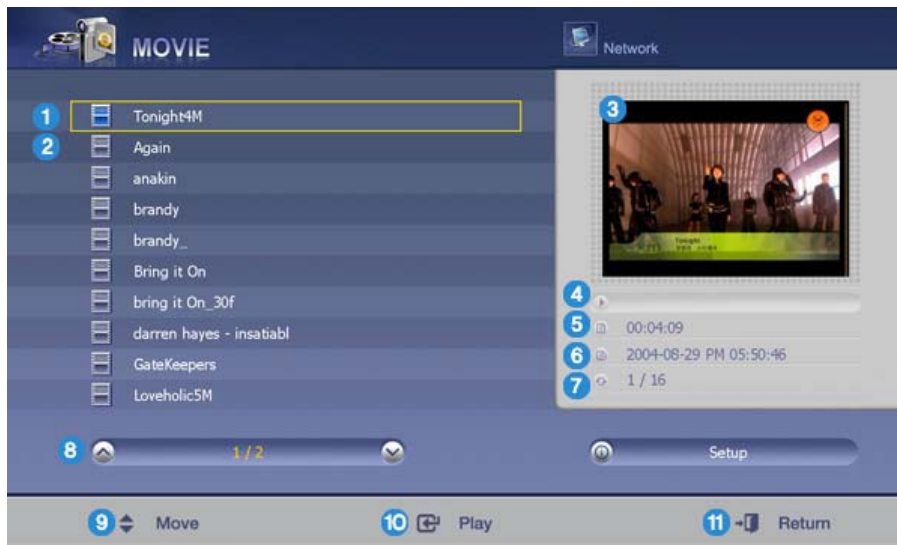 MOVIE
Network
1 Tonight4M
2 Again
anakin
brandy
brandy_
Bring it On
bring it On_30f
darren hayes - insatiabl
GateKeepers
Loveholic5M
3
Tonight
4
5 00:04:09
6 2004-08-29 PM 05:50:46
7 1 / 16
8 1/2
Setup
9 Move
10 Play
11 Return